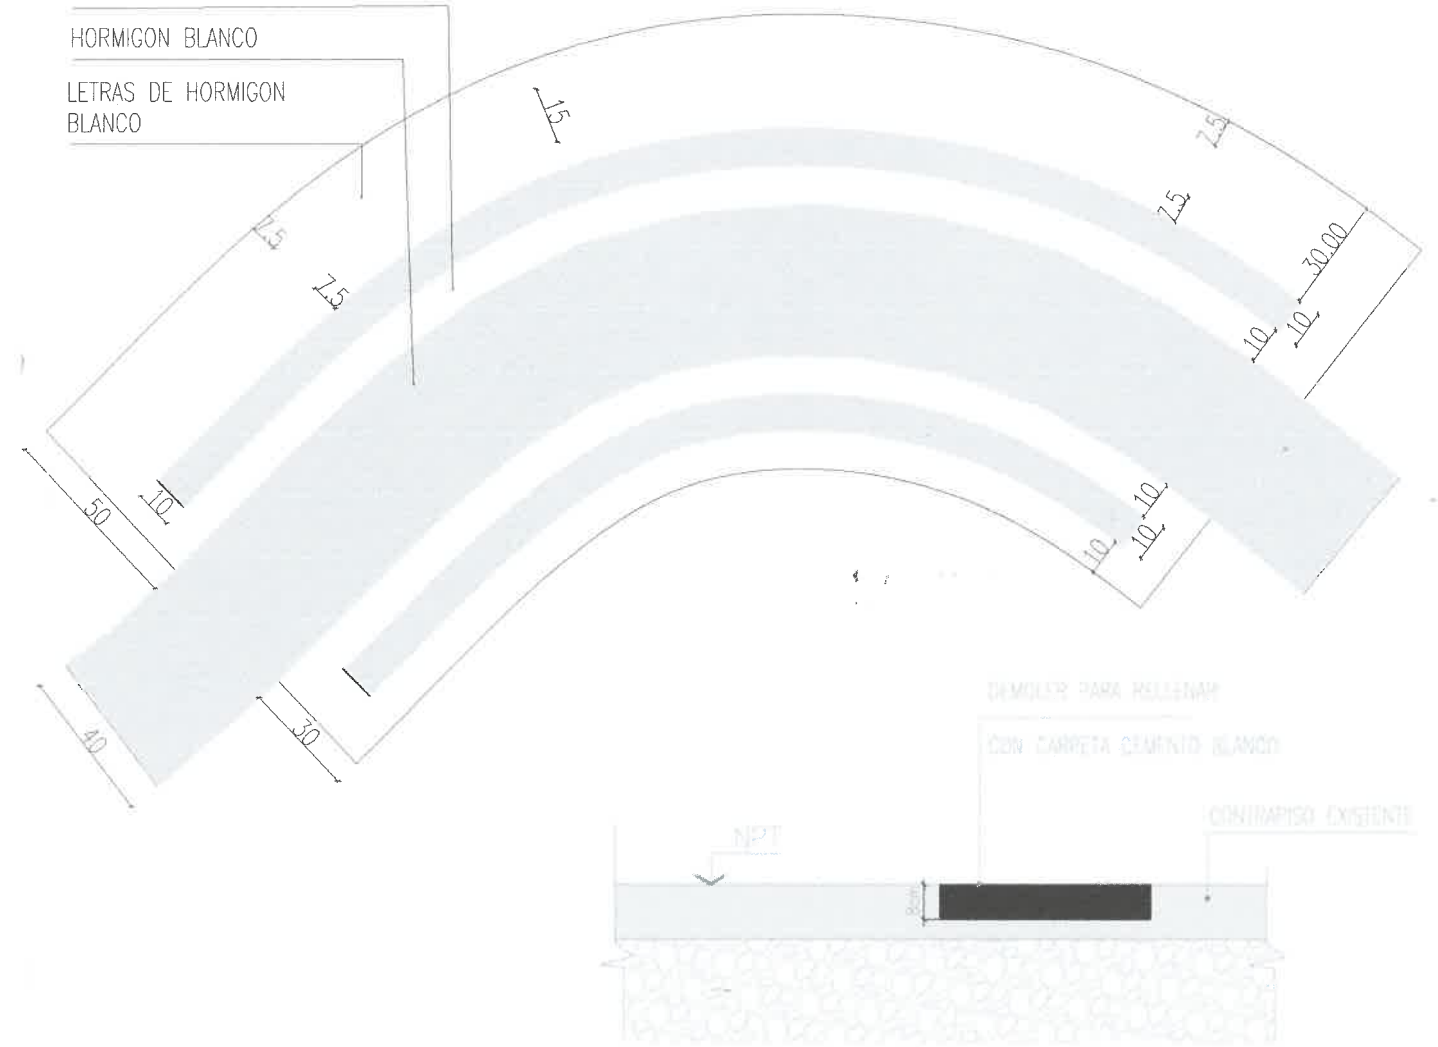 HORMIGON BLANCO
LETRAS DE HORMIGON
BLANCO
15
7.5
7.5
7.5
7.5
30.00
10
10
10
50
10
10
10
30
40
DEMOLER PARA RELLENAR
CON CARPETA CEMENTO BLANCO
CONTRAPISO EXISTENTE
NPT
8cm